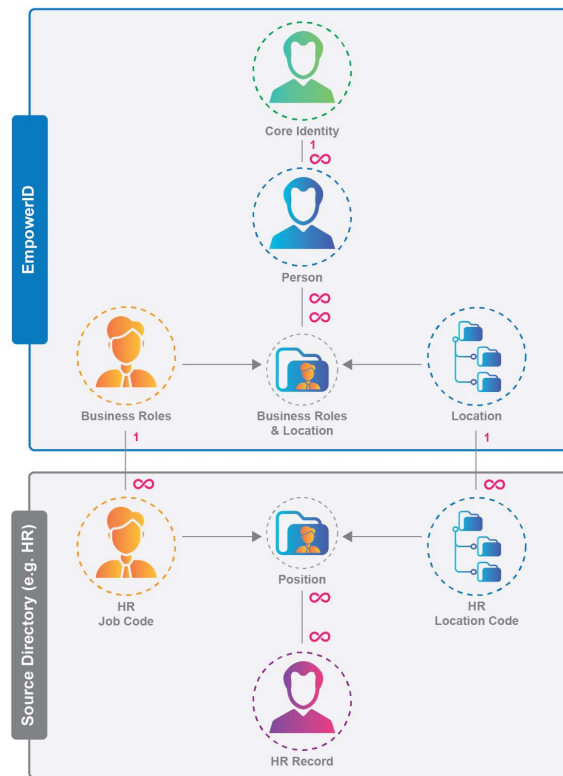 EmpowerID
Core Identity
1
∞
Person
∞
∞
Business Roles
Business Roles
& Location
Location
1
1
∞
∞
Source Directory (e.g. HR)
HR
Job Code
Position
HR
Location Code
∞
∞
HR Record